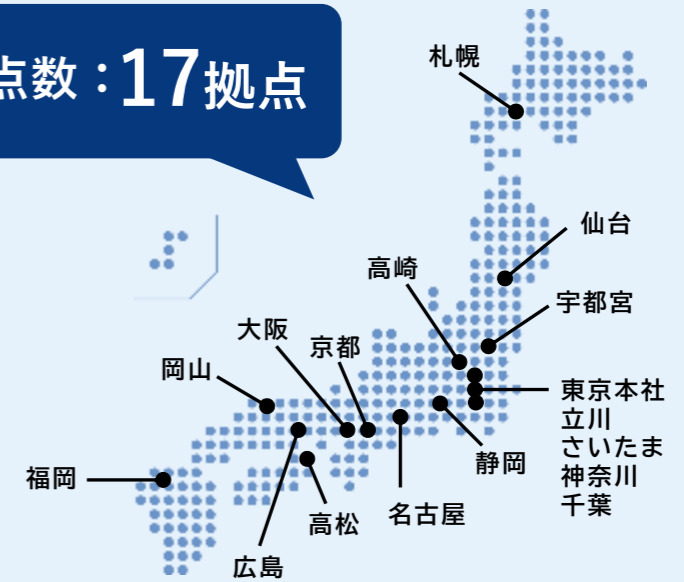 点数：17拠点
札幌
仙台
高崎
宇都宮
大阪
京都
岡山
東京本社
立川
さいたま
神奈川
千葉
静岡
福岡
名古屋
高松
広島